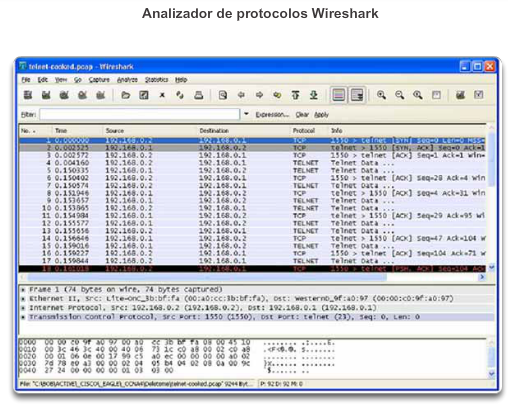 Analizador de protocolos Wireshark
telnet-cooked.pcap - Wireshark
File Edit View Go Capture Analyze Statistics Help
Filter: Expression... Clear Apply
No. . Time Source Destination Protocol Info
1 0.000000 192.168.0.2 192.168.0.1 TCP 1550 > telnet [SYN] Seq=0 Len=0 MSS=
2 0.002525 192.168.0.1 192.168.0.2 TCP telnet > 1550 [SYN, ACK] Seq=0 Ack=1
3 0.002572 192.168.0.2 192.168.0.1 TCP 1550 > telnet [ACK] Seq=1 Ack=1 Win=
4 0.004160 192.168.0.2 192.168.0.1 TELNET Telnet Data ...
5 0.150335 192.168.0.1 192.168.0.2 TELNET Telnet Data ...
6 0.150402 192.168.0.2 192.168.0.1 TCP 1550 > telnet [ACK] Seq=28 Ack=4 Win
7 0.150574 192.168.0.2 192.168.0.1 TELNET Telnet Data ...
8 0.151946 192.168.0.1 192.168.0.2 TCP telnet > 1550 [ACK] Seq=4 Ack=31 Win
9 0.153657 192.168.0.1 192.168.0.2 TELNET Telnet Data ...
10 0.153865 192.168.0.2 192.168.0.1 TELNET Telnet Data ...
11 0.154984 192.168.0.1 192.168.0.2 TCP telnet > 1550 [ACK] Seq=29 Ack=95 Wi
12 0.155577 192.168.0.1 192.168.0.2 TELNET Telnet Data ...
13 0.155656 192.168.0.2 192.168.0.1 TELNET Telnet Data ...
14 0.156646 192.168.0.1 192.168.0.2 TCP telnet > 1550 [ACK] Seq=47 Ack=104 W
15 0.159016 192.168.0.1 192.168.0.2 TELNET Telnet Data ...
16 0.159227 192.168.0.2 192.168.0.1 TCP 1550 > telnet [ACK] Seq=104 Ack=71 W
17 0.159844 192.168.0.1 192.168.0.2 TELNET Telnet Data ...
18 0.161018 192.168.0.2 192.168.0.1 TCP telnet > [PSH, ACK] Seq=104
Frame 1 (74 bytes on wire, 74 bytes captured)
Ethernet II, Src: Lite-OnC_3b:bf:fa (00:a0:cc:3b:bf:fa), Dst: WesternD_9f:a0:97 (00:00:c0:9f:a0:97)
Internet Protocol, Src: 192.168.0.2 (192.168.0.2), Dst: 192.168.0.1 (192.168.0.1)
Transmission Control Protocol, Src Port: 1550 (1550), Dst Port: telnet (23), Seq: 0, Len: 0
0000 00 00 c0 9f a0 97 00 a0 cc 3b bf fa 08 00 45 10
0010 00 3c 46 3c 40 00 40 06 73 1c c0 a8 00 02 c0 a8
0020 00 01 06 0e 00 17 99 c5 a0 ec 00 00 00 00 a0 02
0030 7d 78 e0 a3 00 00 02 04 05 b4 04 02 08 0a 00 9c
0040 27 24 00 00 00 00 01 03 03 00
File: "C:\BOB\ACTIVE\1_CISCO\_EAGLE\_CCNA4\Deleteme\telnet-cooked.pcap" 9244 Byt... P: 92 D: 92 M: 0